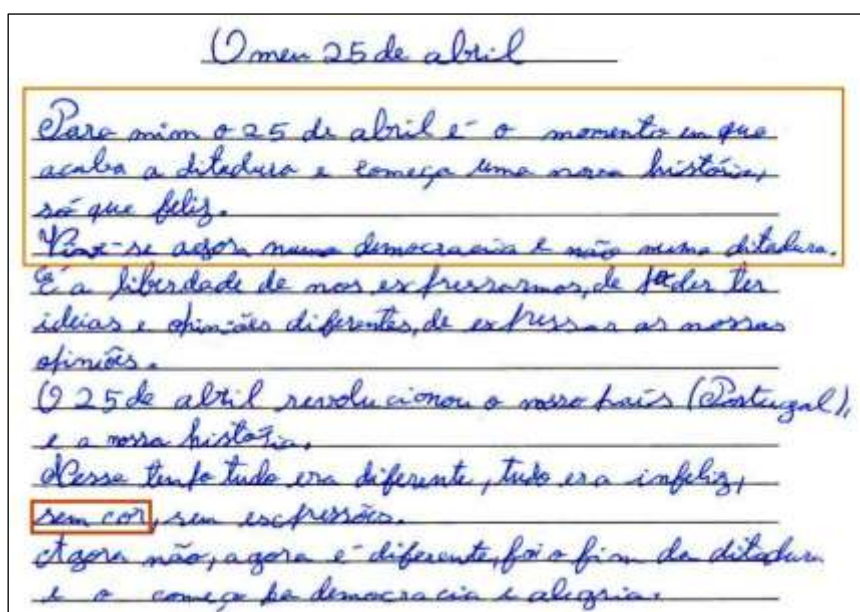 O meu 25 de abril
Para mim o 25 de abril é o momento em que
acaba a ditadura e começa uma nova história,
só que feliz.
Vive-se agora numa democracia e não numa ditadura.
É a liberdade de nos expressarmos, de poder ter
ideias e opiniões diferentes, de expressar as nossas
opiniões.
O 25 de abril revolucionou o nosso país (Portugal),
e a nossa história.
Nesse tempo tudo era diferente, tudo era infeliz,
sem cor, sem escpressões.
Agora não, agora é diferente, foi o fim da ditadura
e o começo da democracia e alegria.